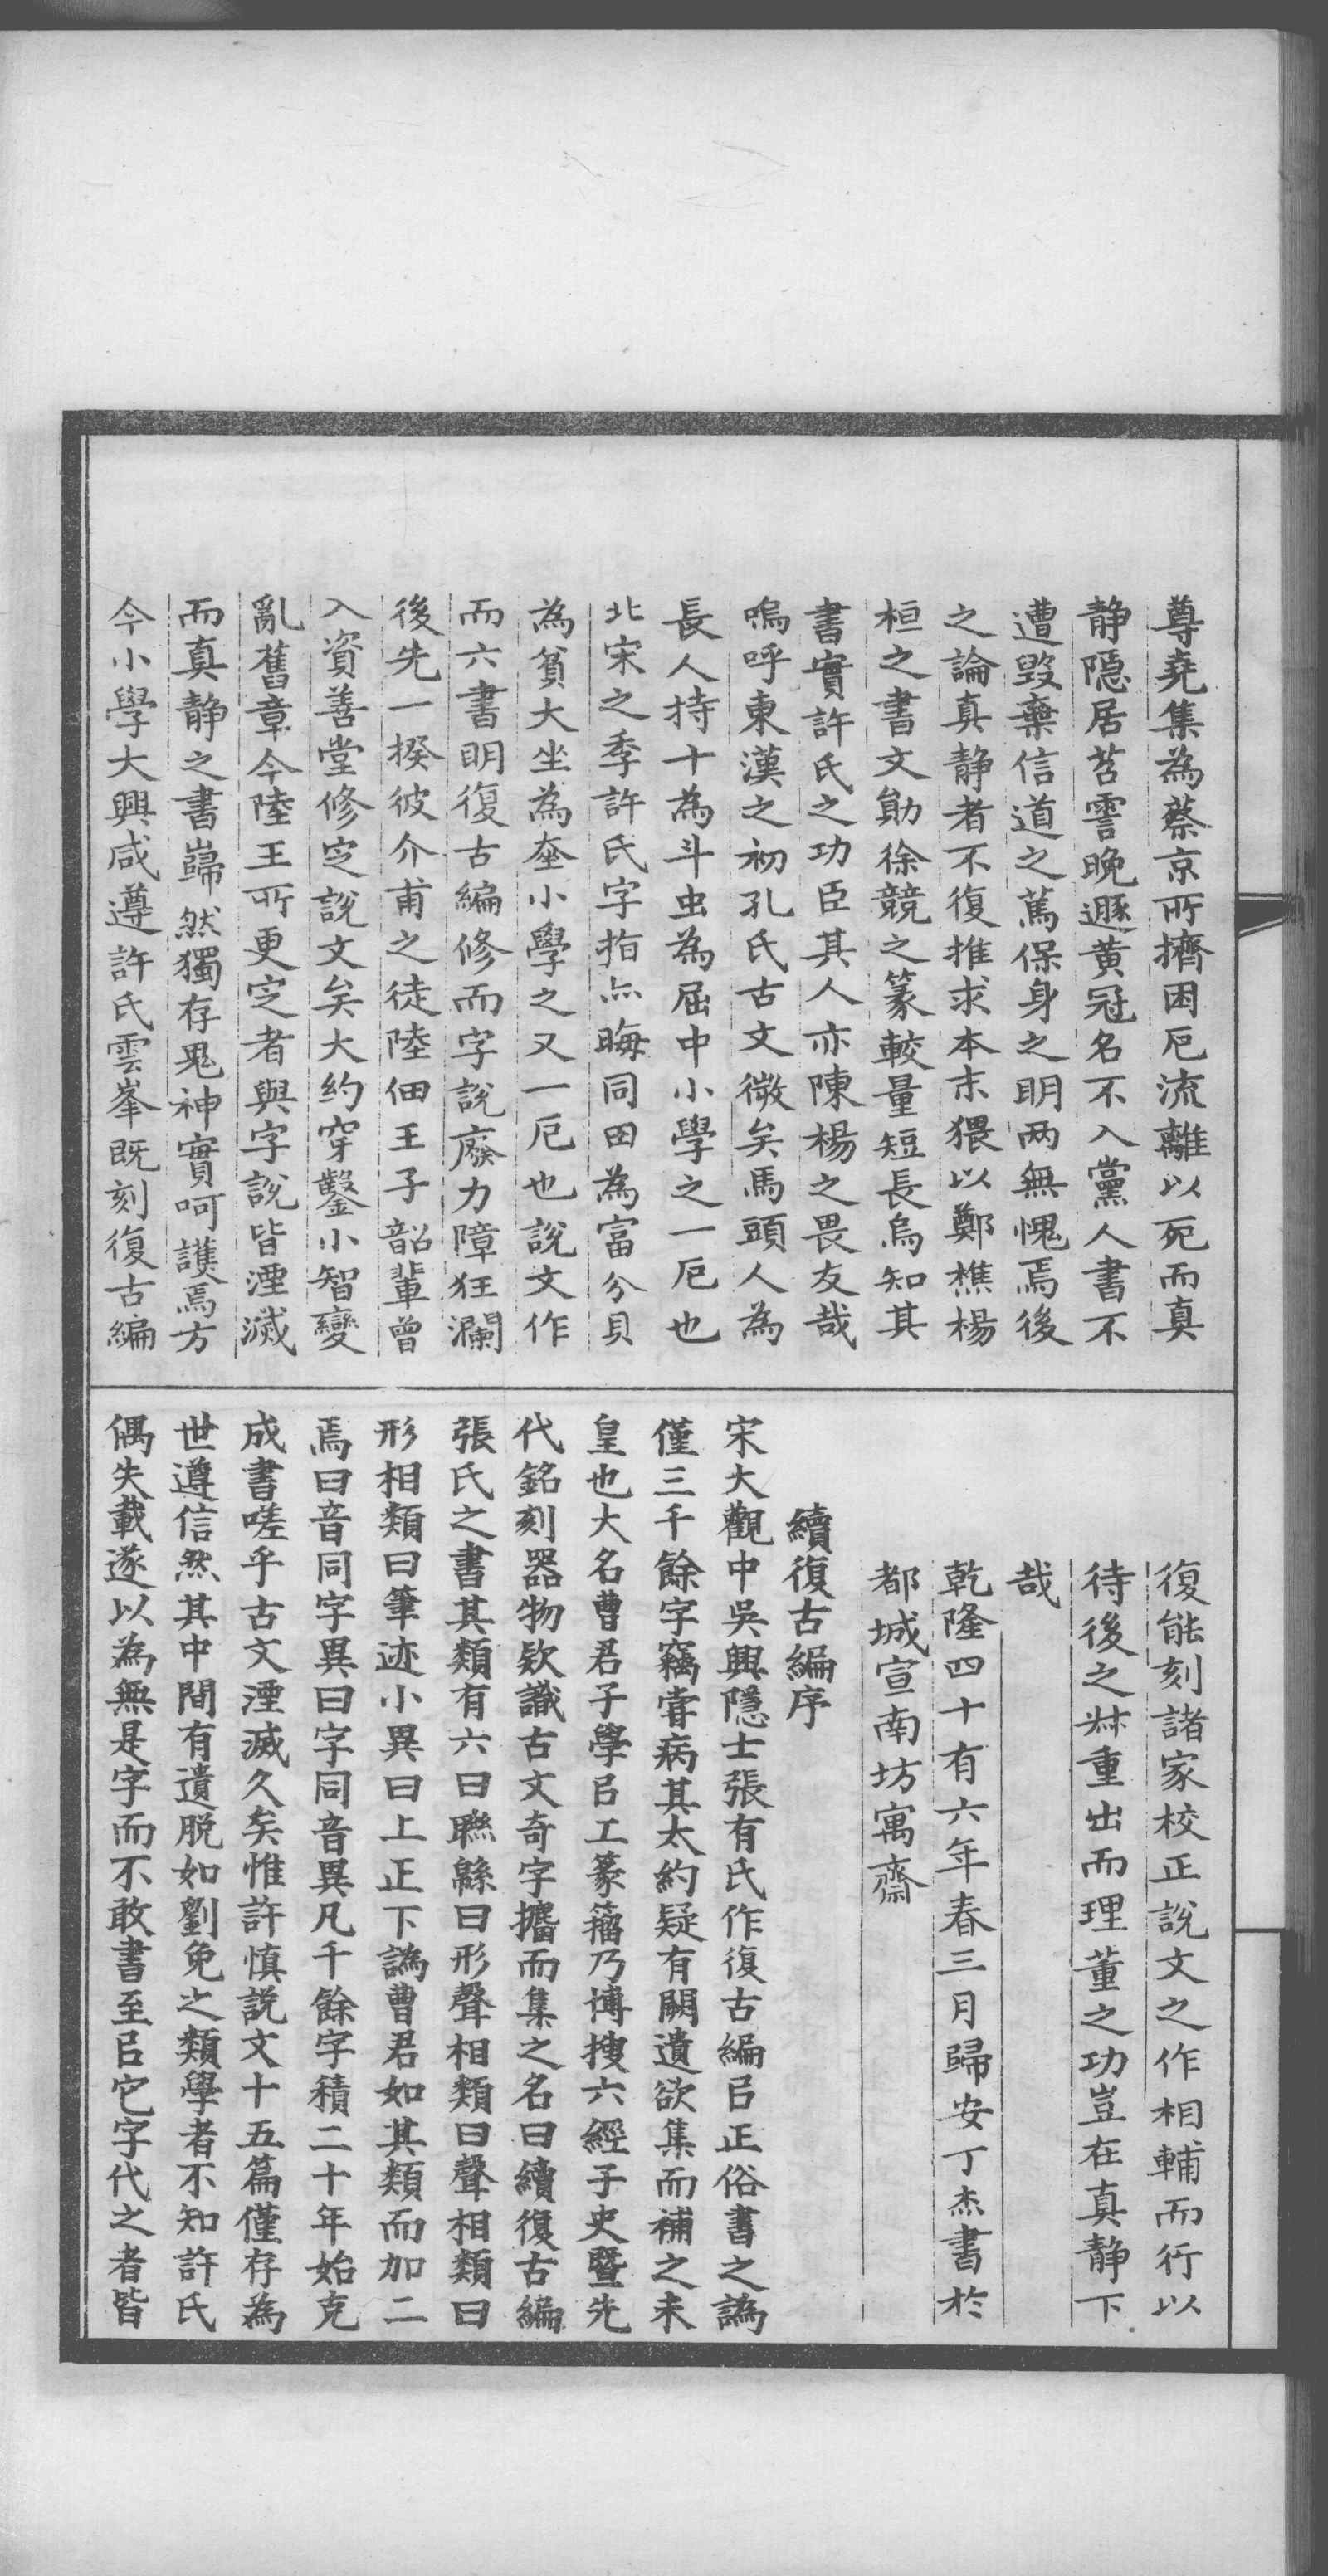 尊堯集為蔡京所擠困戹流離以死而真
静隱居苕霅晚遯黄冠名不入黨人書不
遭毀棄信道之篤保身之明两無愧焉後
之論真静者不復推求本末猥以鄭樵楊
桓之書文勛徐競之篆較量短長烏知其
書實許氏之功臣其人亦陳楊之畏友哉
嗚呼東漢之初孔氏古文微矣馬頭人為
長人持十為斗虫為屈中小學之一戹也
北宋之季許氏字指㸃晦同田為富分貝
為貧大坐為㘸小學之又一戹也說文作
而六書明復古編修而字說廢力障狂瀾
後先一揆彼介甫之徒陸佃王子韶輩曾
入資善堂修定說文矣大約穿鑿小智變
亂舊章今陸王所更定者與字說皆湮滅
而真静之書巋然獨存鬼神實呵護焉方
今小學大興咸遵許氏雲峯既刻復古編
復能刻諸家校正說文之作相輔而行以
待後之𥹆重出而理董之功豈在真静下
哉
乾隆四十有六年春三月歸安丁杰書於
都城宣南坊寓齋
續復古編序
宋大觀中吳興隱士張有氏作復古編㠯正俗書之譌
僅三千餘字竊甞病其太約疑有闕遺欲集而補之未
皇也大名曹君子學㠯工篆籀乃博搜六經子史曁先
代銘刻器物欵識古文奇字攟而集之名曰續復古編
張氏之書其類有六曰聯緜曰形聲相類曰聲相類曰
形相類曰筆迹小異曰上正下譌曹君如其類而加二
焉曰音同字異曰字同音異凡千餘字積二十年始克
成書嗟乎古文湮滅久矣惟許慎説文十五篇僅存為
世遵信然其中間有遺脱如劉免之類學者不知許氏
偶失載遂以為無是字而不敢書至㠯它字代之者皆